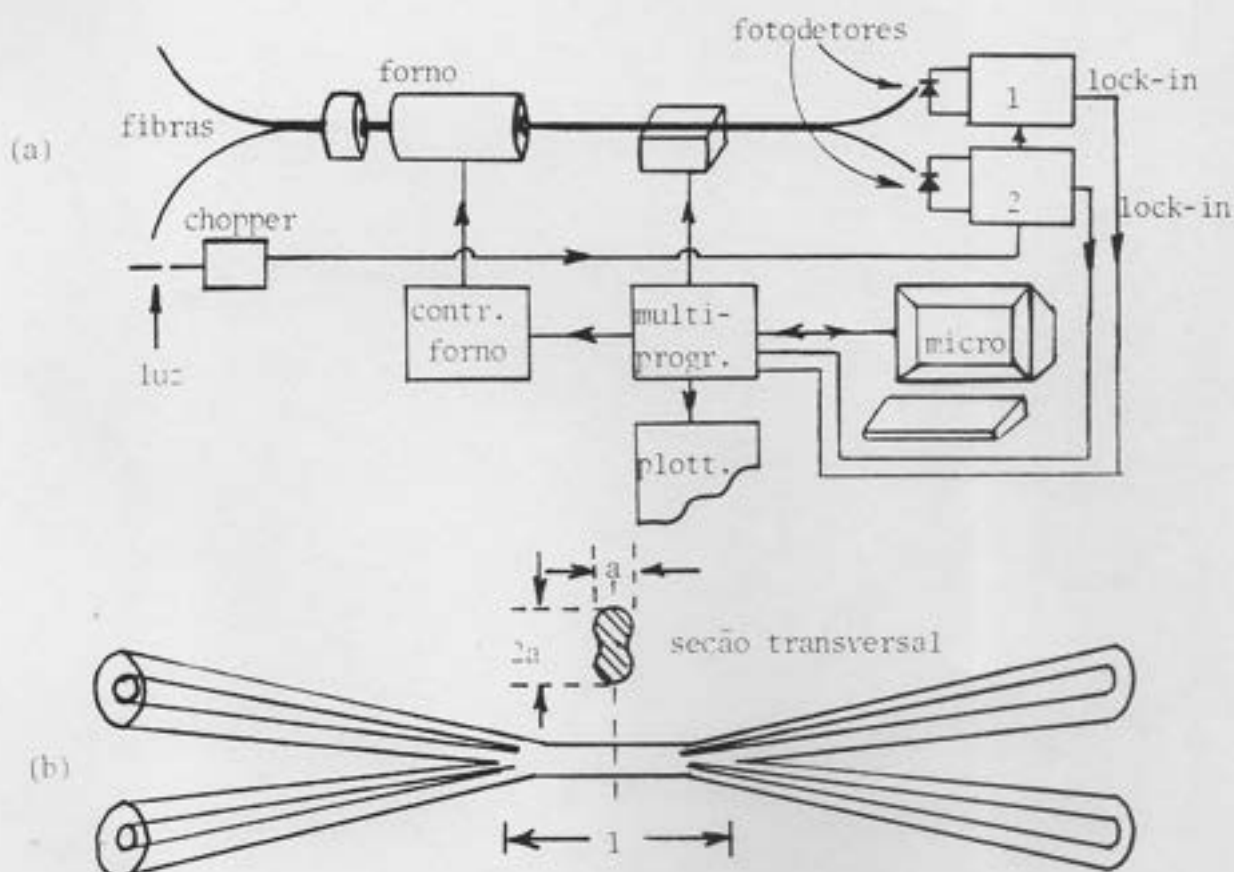 fotodetores
forno
1
lock-in
fibras
(a)
chopper
2
lock-in
contr.
forno
multi-
progr.
micro
luz
plott.
a
2a
secão transversal
(b)
1